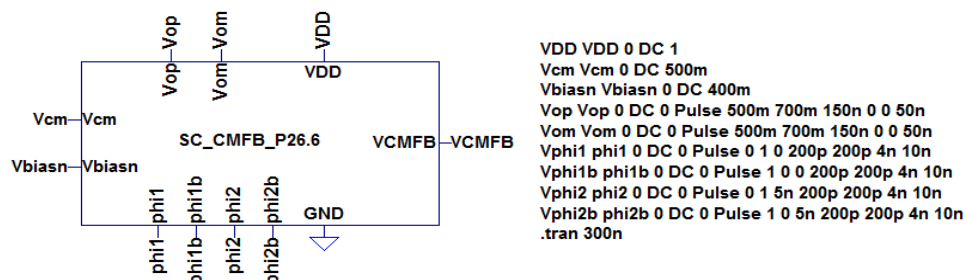 Vop
Vom
VDD
Vop
Vom
VDD
Vcm
Vcm
SC_CMFB_P26.6
VCMFB
VCMFB
Vbiasn
Vbiasn
phi1
phi1b
phi2
phi2b
GND
phi1
phi1b
phi2
phi2b
VDD VDD 0 DC 1
Vcm Vcm 0 DC 500m
Vbiasn Vbiasn 0 DC 400m
Vop Vop 0 DC 0 Pulse 500m 700m 150n 0 0 50n
Vom Vom 0 DC 0 Pulse 500m 700m 150n 0 0 50n
Vphi1 phi1 0 DC 0 Pulse 0 1 0 200p 200p 4n 10n
Vphi1b phi1b 0 DC 0 Pulse 1 0 0 200p 200p 4n 10n
Vphi2 phi2 0 DC 0 Pulse 0 1 5n 200p 200p 4n 10n
Vphi2b phi2b 0 DC 0 Pulse 1 0 5n 200p 200p 4n 10n
.tran 300n